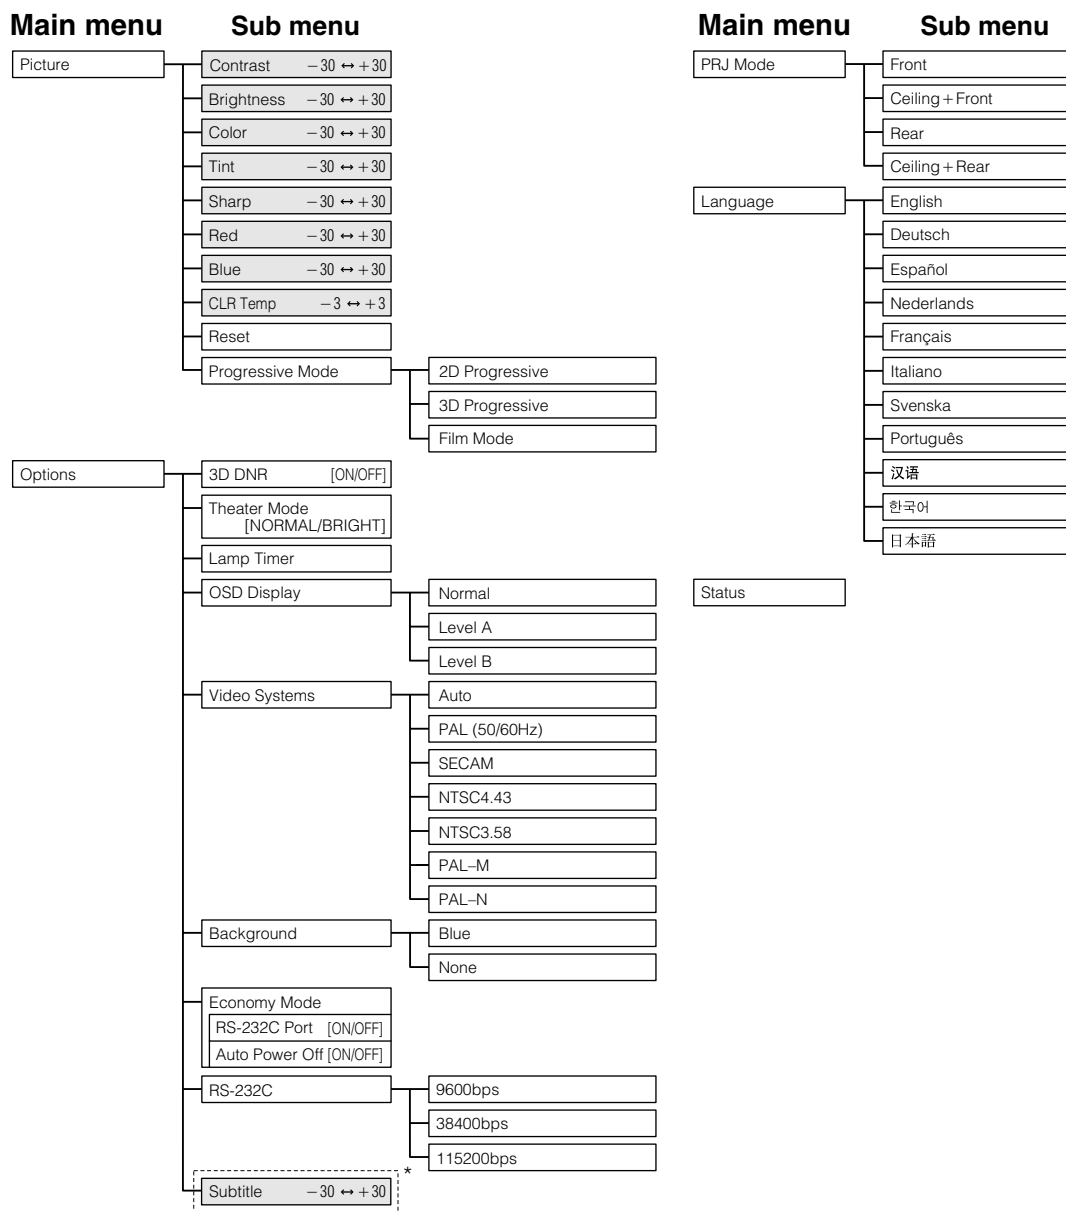 Main menu
Sub menu
Picture
Contrast −30 ↔ +30
Brightness −30 ↔ +30
Color −30 ↔ +30
Tint −30 ↔ +30
Sharp −30 ↔ +30
Red −30 ↔ +30
Blue −30 ↔ +30
CLR Temp −3 ↔ +3
Reset
Progressive Mode
2D Progressive
3D Progressive
Film Mode
Options
3D DNR [ON/OFF]
Theater Mode
[NORMAL/BRIGHT]
Lamp Timer
OSD Display
Normal
Level A
Level B
Video Systems
Auto
PAL (50/60Hz)
SECAM
NTSC4.43
NTSC3.58
PAL–M
PAL–N
Background
Blue
None
Economy Mode
RS-232C Port [ON/OFF]
Auto Power Off [ON/OFF]
RS-232C
9600bps
38400bps
115200bps
Subtitle −30 ↔ +30
*
Main menu
Sub menu
PRJ Mode
Front
Ceiling+Front
Rear
Ceiling+Rear
Language
English
Deutsch
Español
Nederlands
Français
Italiano
Svenska
Português
汉语
한국어
日本語
Status